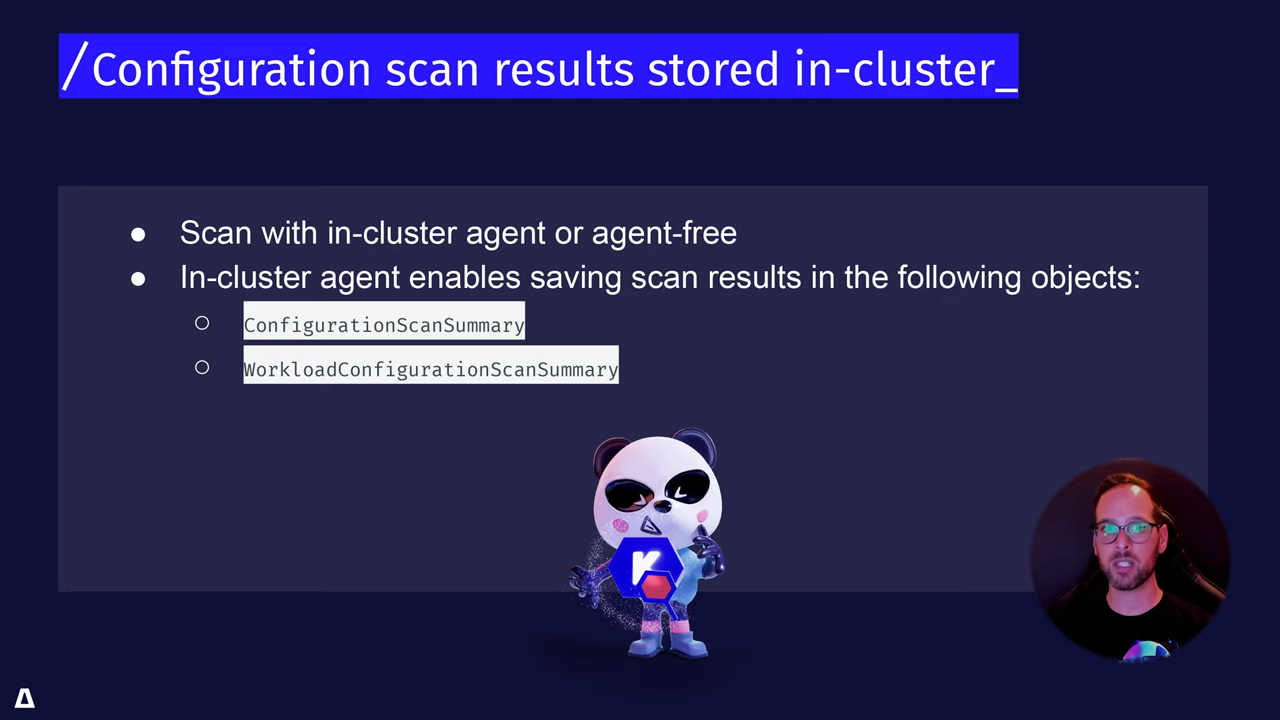 /Configuration scan results stored in-cluster_
● Scan with in-cluster agent or agent-free
● In-cluster agent enables saving scan results in the following objects:
○ ConfigurationScanSummary
○ WorkloadConfigurationScanSummary